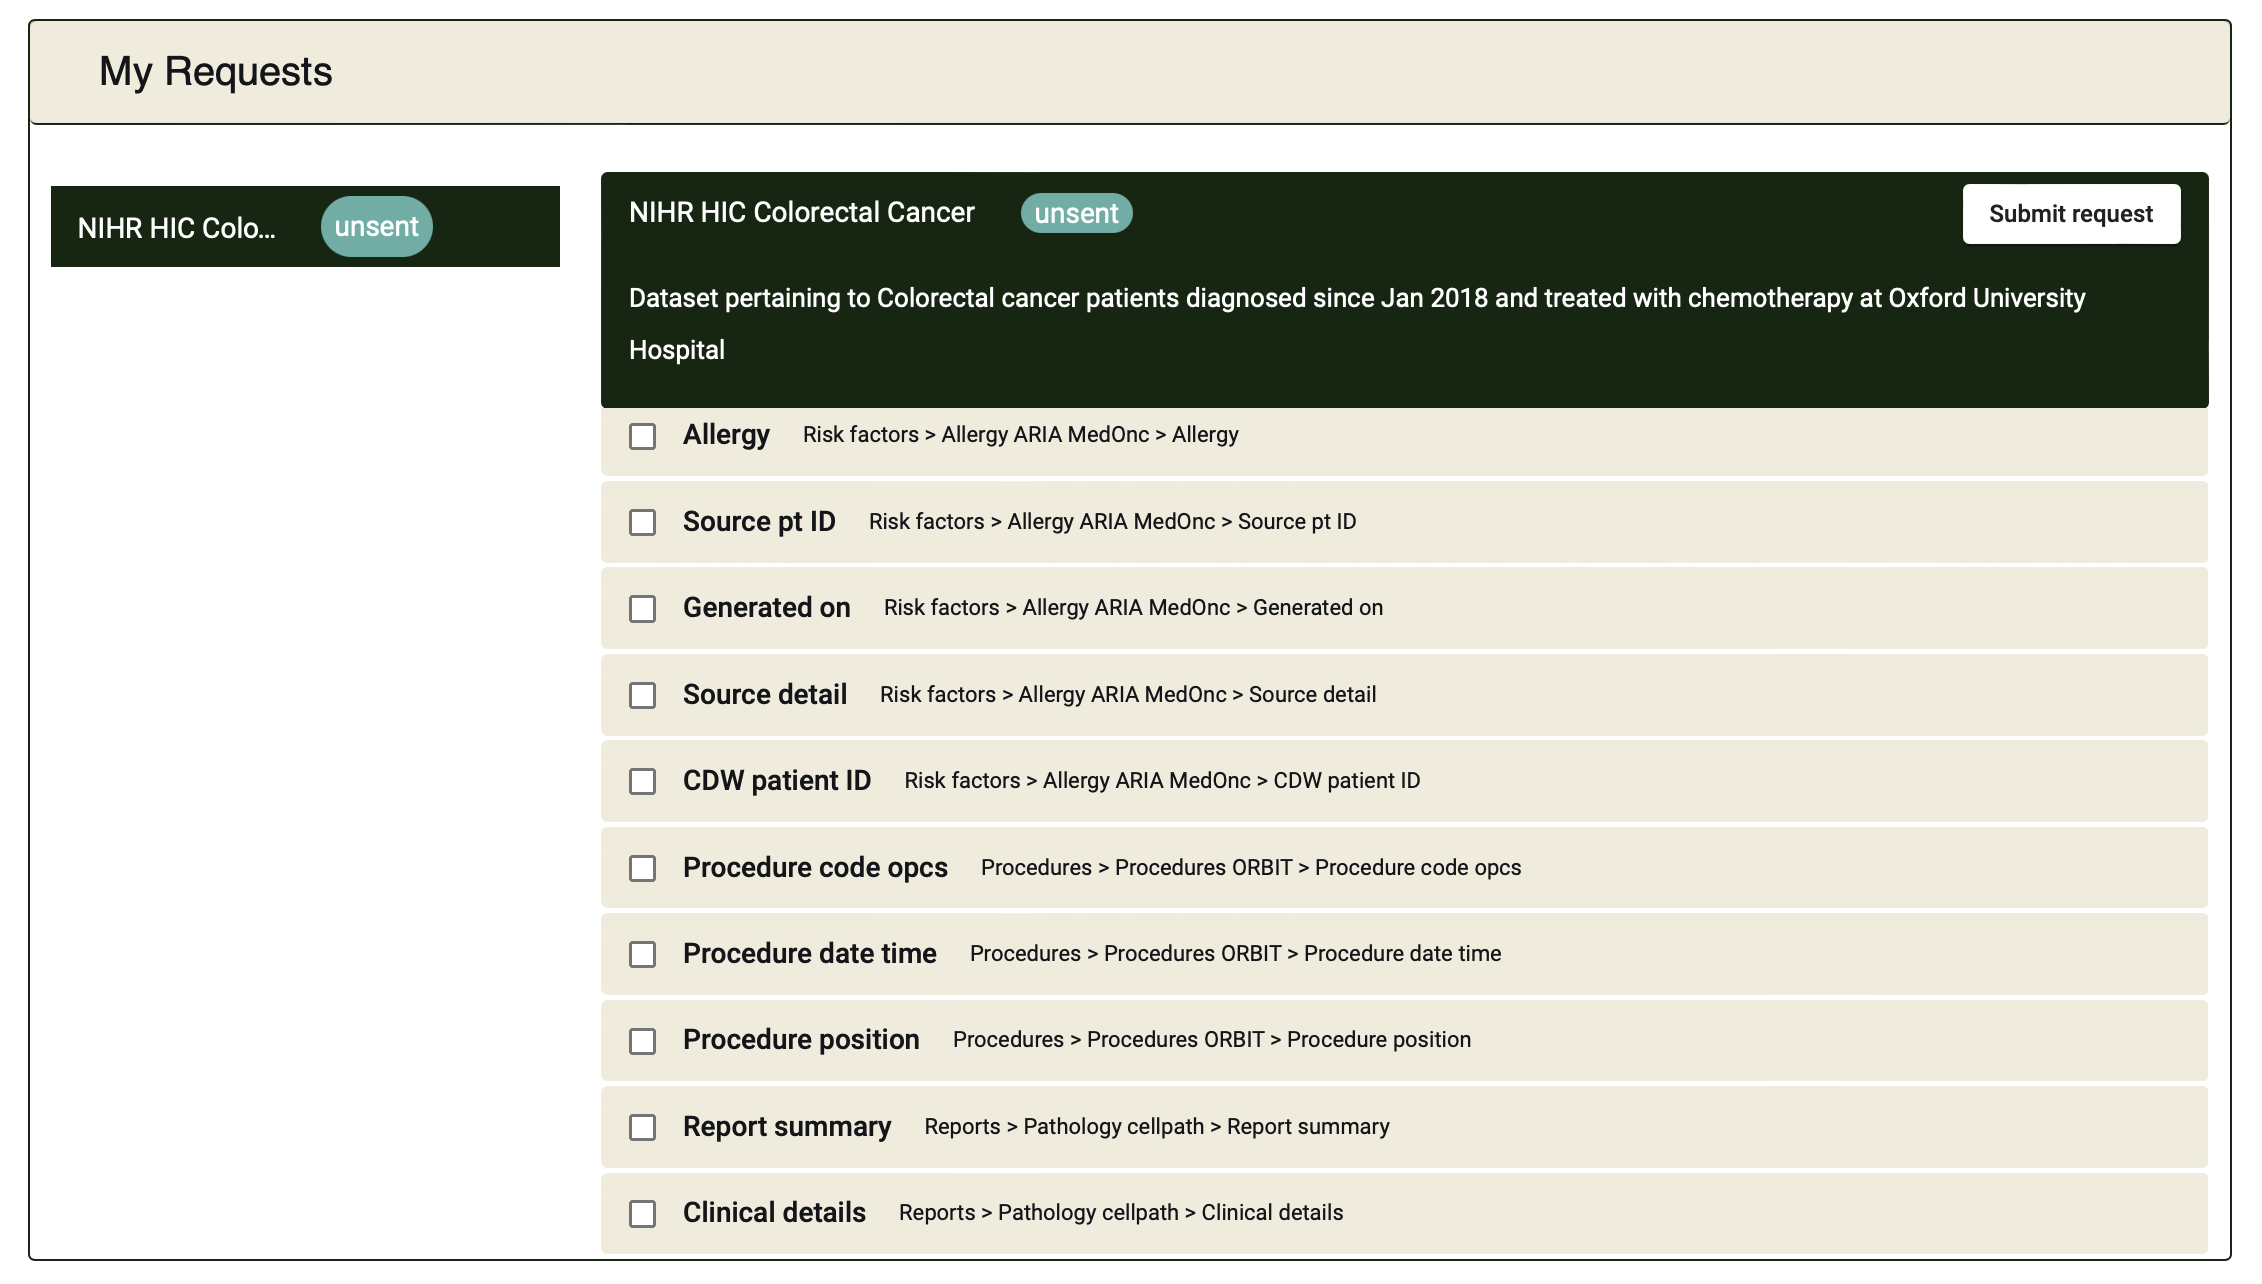 My Requests
NIHR HIC Colo...
unsent
NIHR HIC Colorectal Cancer
unsent
Submit request
Dataset pertaining to Colorectal cancer patients diagnosed since Jan 2018 and treated with chemotherapy at Oxford University
Hospital
Allergy Risk factors > Allergy ARIA MedOnc > Allergy
Source pt ID Risk factors > Allergy ARIA MedOnc > Source pt ID
Generated on Risk factors > Allergy ARIA MedOnc > Generated on
Source detail Risk factors > Allergy ARIA MedOnc > Source detail
CDW patient ID Risk factors > Allergy ARIA MedOnc > CDW patient ID
Procedure code opcs Procedures > Procedures ORBIT > Procedure code opcs
Procedure date time Procedures > Procedures ORBIT > Procedure date time
Procedure position Procedures > Procedures ORBIT > Procedure position
Report summary Reports > Pathology cellpath > Report summary
Clinical details Reports > Pathology cellpath > Clinical details